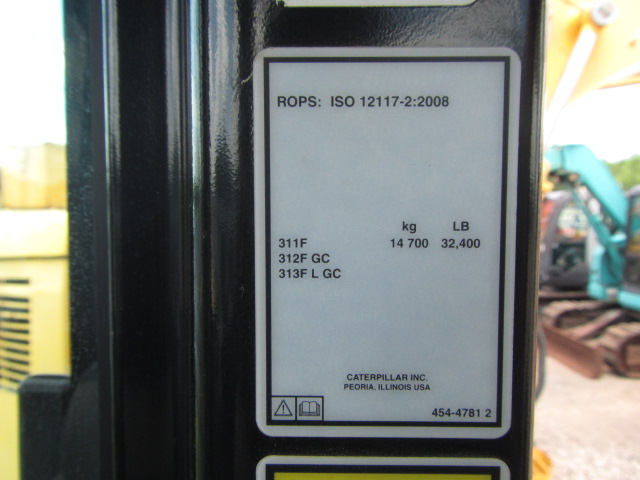 ROPS: ISO 12117-2:2008
kg LB
311F 14 700 32,400
312F GC
313F L GC
CATERPILLAR INC.
PEORIA, ILLINOIS USA
454-4781 2